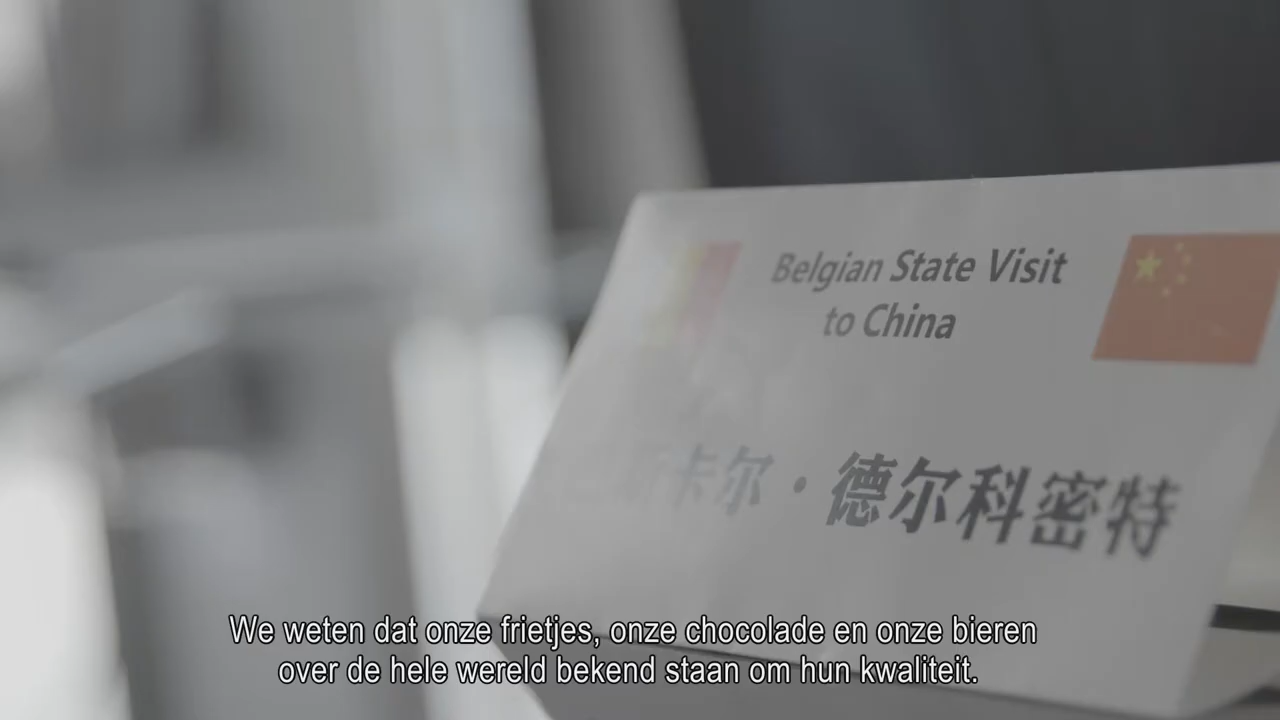 Belgian State Visit
to China
斯卡尔·德尔科密特
We weten dat onze frietjes, onze chocolade en onze bieren
over de hele wereld bekend staan om hun kwaliteit.